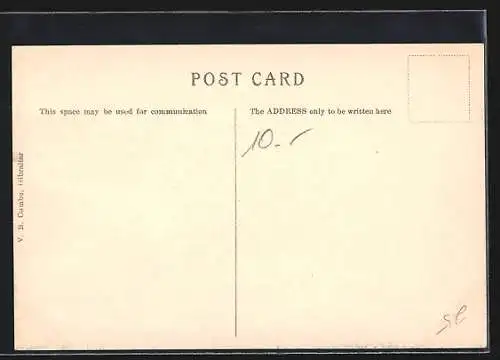 POST CARD
This space may be used for communication
The ADDRESS only to be written here
10.-
V. B. Cumbo, Gibraltar